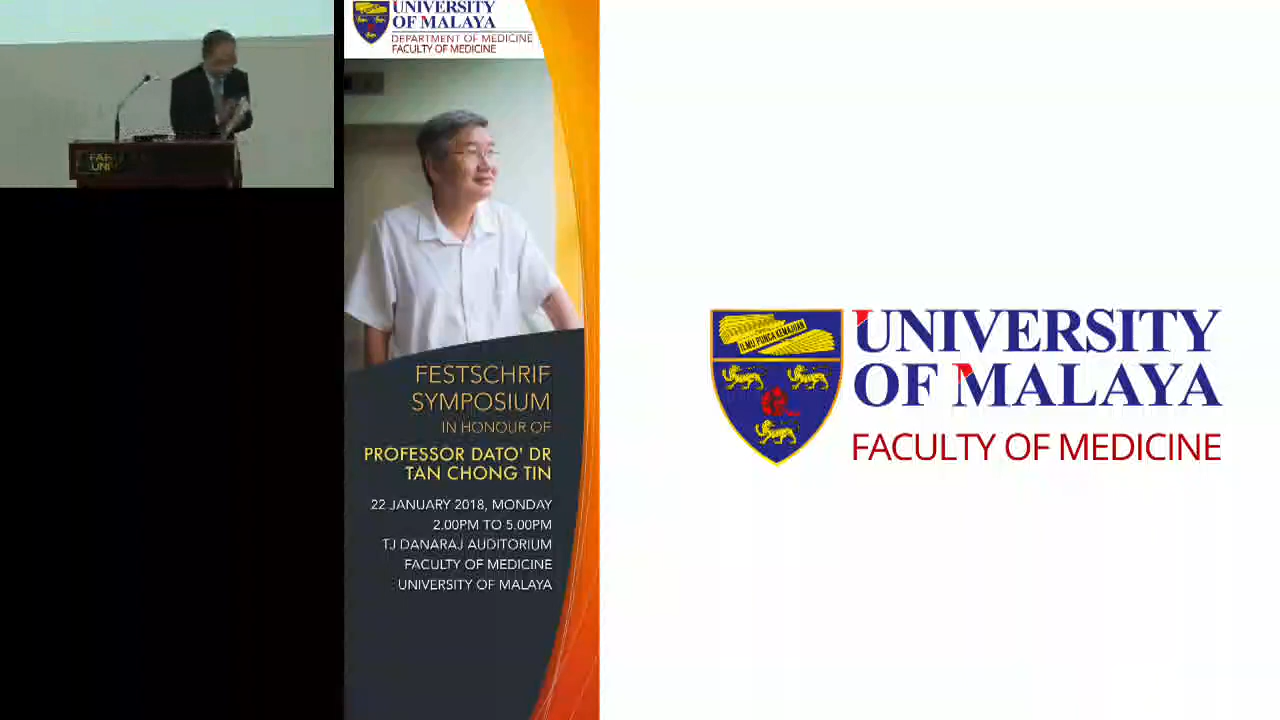 UNIVERSITY
OF MALAYA
DEPARTMENT OF MEDICINE
FACULTY OF MEDICINE
FESTSCHRIF
SYMPOSIUM
IN HONOUR OF
PROFESSOR DATO' DR
TAN CHONG TIN
22 JANUARY 2018, MONDAY
2.00PM TO 5.00PM
TJ DANARAJ AUDITORIUM
FACULTY OF MEDICINE
UNIVERSITY OF MALAYA
ILMU PUNCA KEMAJUAN
UNIVERSITY
OF MALAYA
FACULTY OF MEDICINE